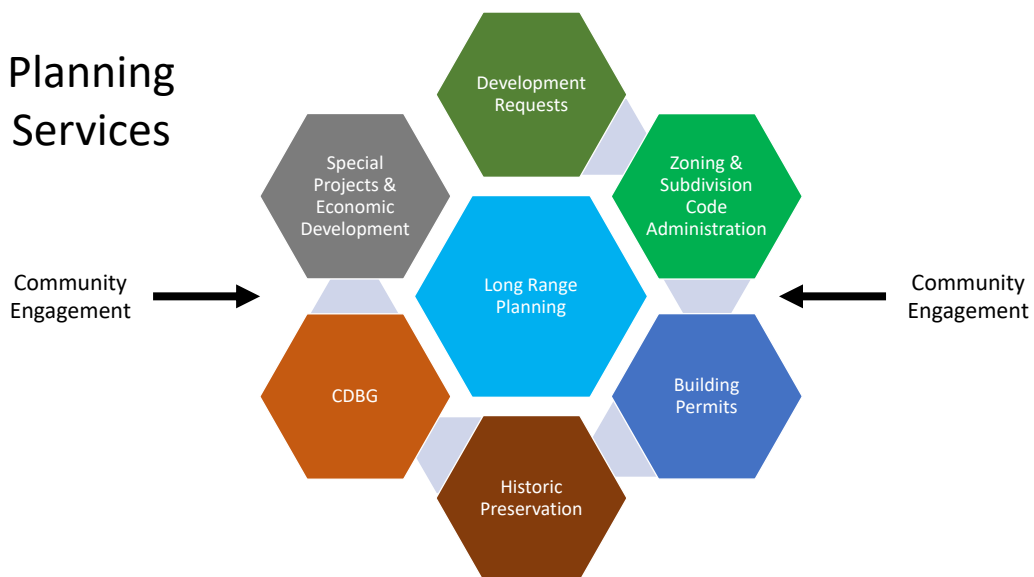 Planning
Services
Development
Requests
Special
Projects &
Economic
Development
Zoning &
Subdivision
Code
Administration
Community
Engagement
Long Range
Planning
Community
Engagement
CDBG
Building
Permits
Historic
Preservation